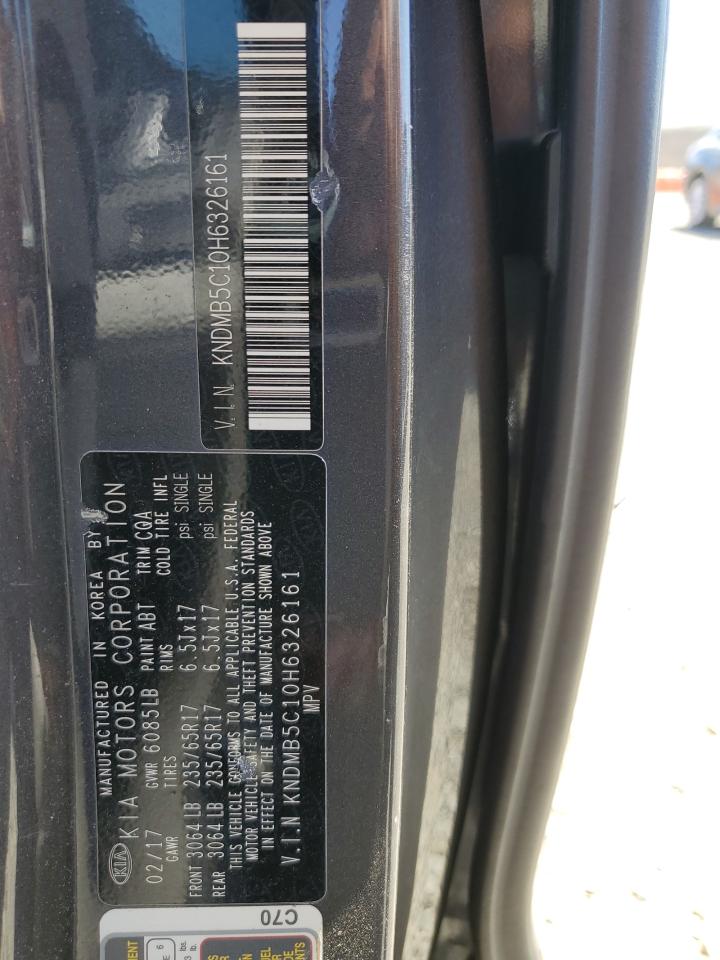 V.I.N. KNDMB5C10H6326161
MANUFACTURED IN KOREA BY
KIA KIA MOTORS CORPORATION
02/17 GVWR 6085LB PAINT ABT TRIM CQA
GAWR TIRES RIMS COLD TIRE INFL
FRONT 3064LB 235/65R17 6.5Jx17 psi SINGLE
REAR 3064LB 235/65R17 6.5Jx17 psi SINGLE
THIS VEHICLE CONFORMS TO ALL APPLICABLE U.S.A. FEDERAL
MOTOR VEHICLE SAFETY AND THEFT PREVENTION STANDARDS
IN EFFECT ON THE DATE OF MANUFACTURE SHOWN ABOVE
V.I.N KNDMB5C10H6326161
MPV
C70